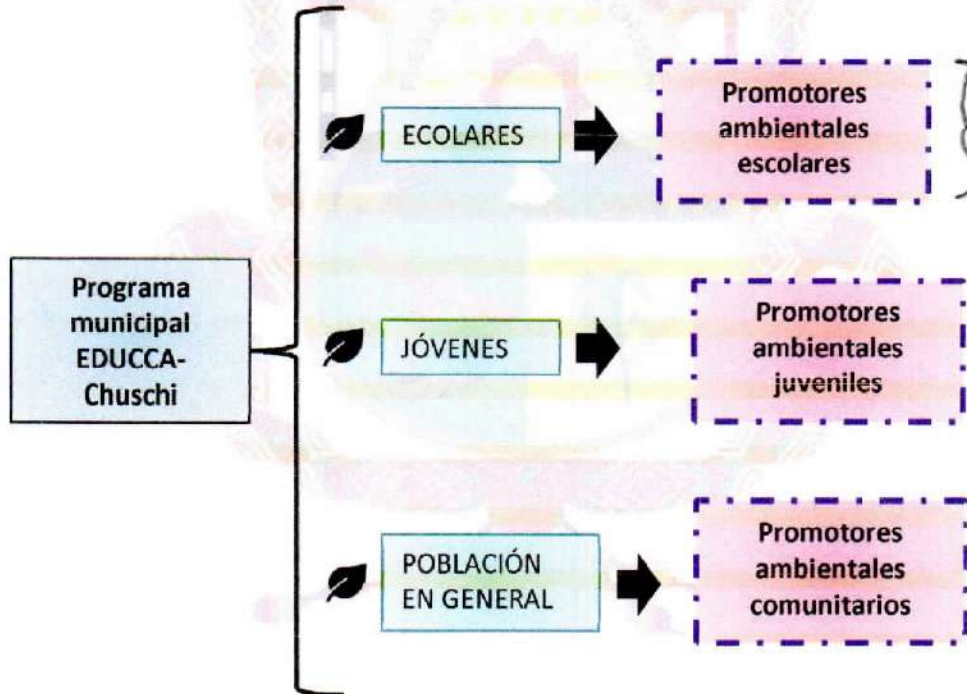 Programa
municipal
EDUCCA-
Chuschi
ECOLARES
Promotores
ambientales
escolares
JÓVENES
Promotores
ambientales
juveniles
POBLACIÓN
EN GENERAL
Promotores
ambientales
comunitarios